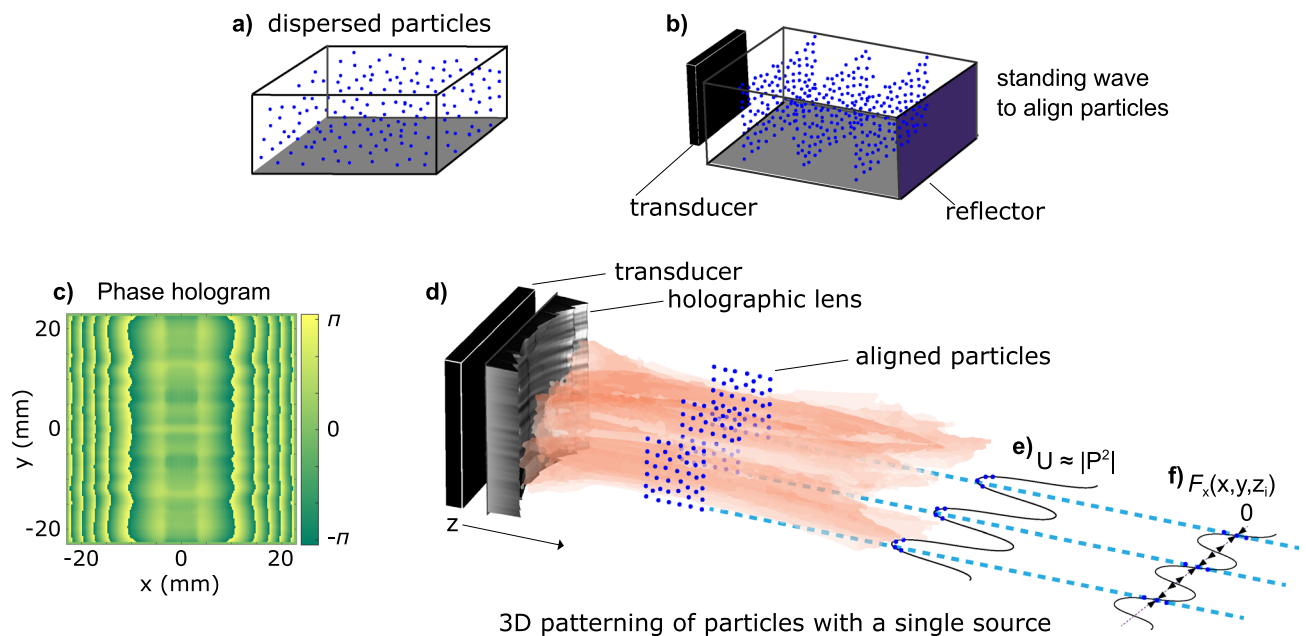 a) dispersed particles
b)
standing wave
to align particles
transducer
reflector
c) Phase hologram
π
0
-π
20
0
-20
y (mm)
-20 0 20
x (mm)
d)
transducer
holographic lens
aligned particles
z
e) U ≈ |P²|
f) Fₓ(x,y,zᵢ)
0
3D patterning of particles with a single source